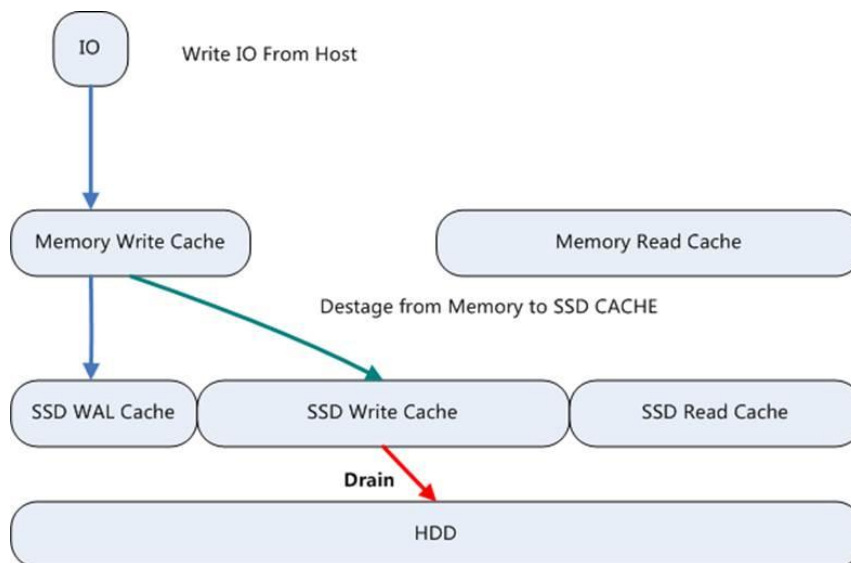 IO
Write IO From Host
Memory Write Cache
Memory Read Cache
Destage from Memory to SSD CACHE
SSD WAL Cache
SSD Write Cache
SSD Read Cache
Drain
HDD